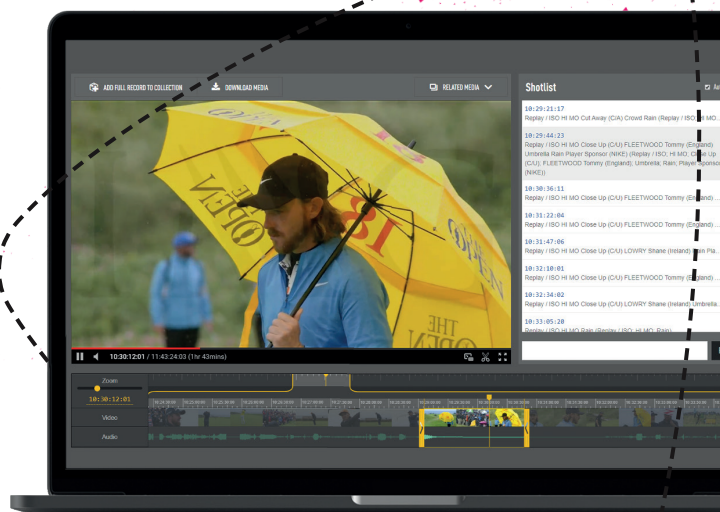 ADD FULL RECORD TO COLLECTION
DOWNLOAD MEDIA
RELATED MEDIA
THE
OPEN
18
THE
10:30:12:01 / 11:43:24:03 (1hr 43mins)
Shotlist
10:29:21:17
Replay / ISO HI MO Cut Away (C/A) Crowd Rain (Replay / ISO; HI MO...
10:29:44:23
Replay / ISO HI MO Close Up (C/U) FLEETWOOD Tommy (England)
Umbrella Rain Player Sponsor (NIKE) (Replay / ISO; HI MO; Close Up
(C/U); FLEETWOOD Tommy (England); Umbrella; Rain; Player Sponsor
(NIKE))
10:30:36:11
Replay / ISO HI MO Close Up (C/U) FLEETWOOD Tommy (England) ...
10:31:22:04
Replay / ISO HI MO Close Up (C/U) FLEETWOOD Tommy (England) ...
10:31:47:06
Replay / ISO HI MO Close Up (C/U) LOWRY Shane (Ireland) Rain Pla...
10:32:10:01
Replay / ISO HI MO Close Up (C/U) FLEETWOOD Tommy (England) ...
10:32:34:02
Replay / ISO HI MO Close Up (C/U) LOWRY Shane (Ireland) Umbrella...
10:33:05:20
Replay / ISO HI MO Rain (Replay / ISO; HI MO; Rain)
Zoom
10:30:12:01
Video
Audio